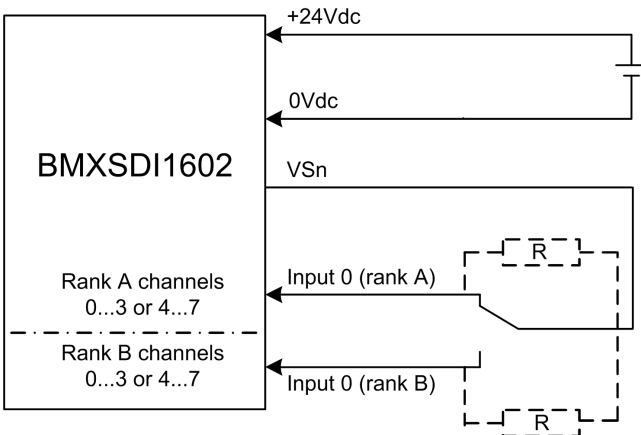 +24Vdc
0Vdc
BMXSDI1602
VSn
R
Rank A channels
0...3 or 4...7
Input 0 (rank A)
Rank B channels
0...3 or 4...7
Input 0 (rank B)
R